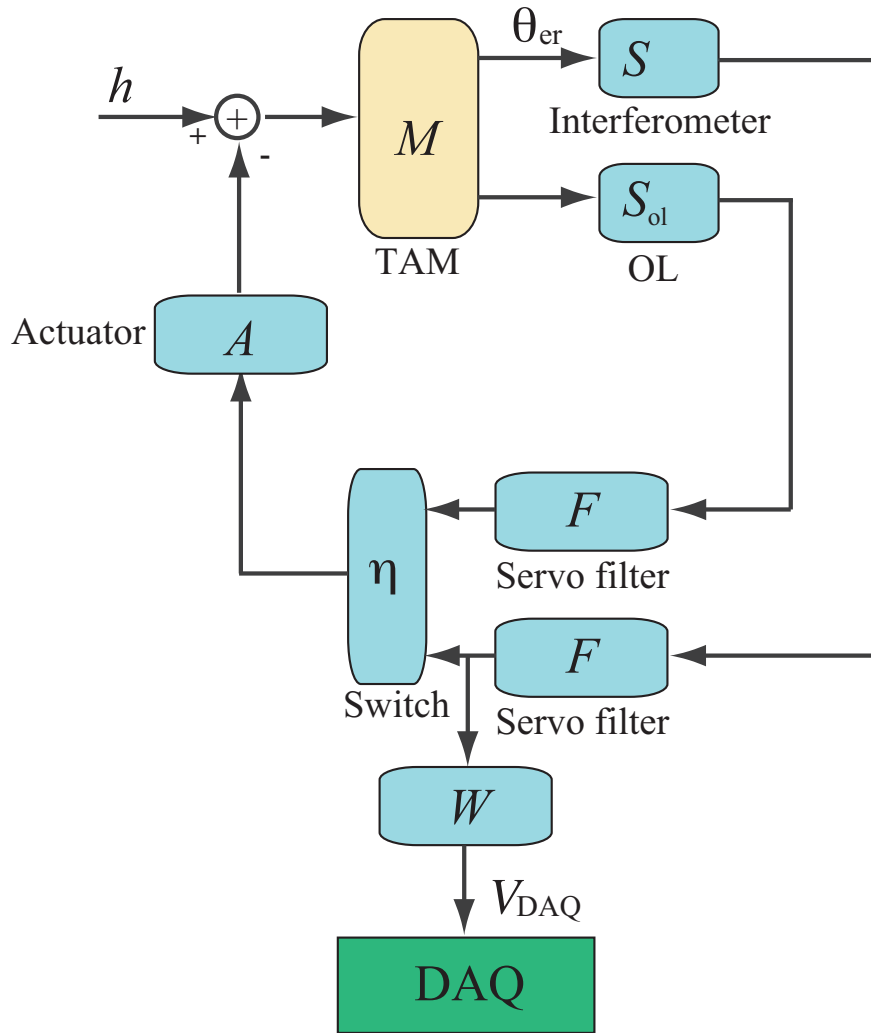 θer
S
h
+
+
-
Interferometer
M
Sol
TAM
OL
Actuator
A
F
Servo filter
η
F
Switch
Servo filter
W
VDAQ
DAQ